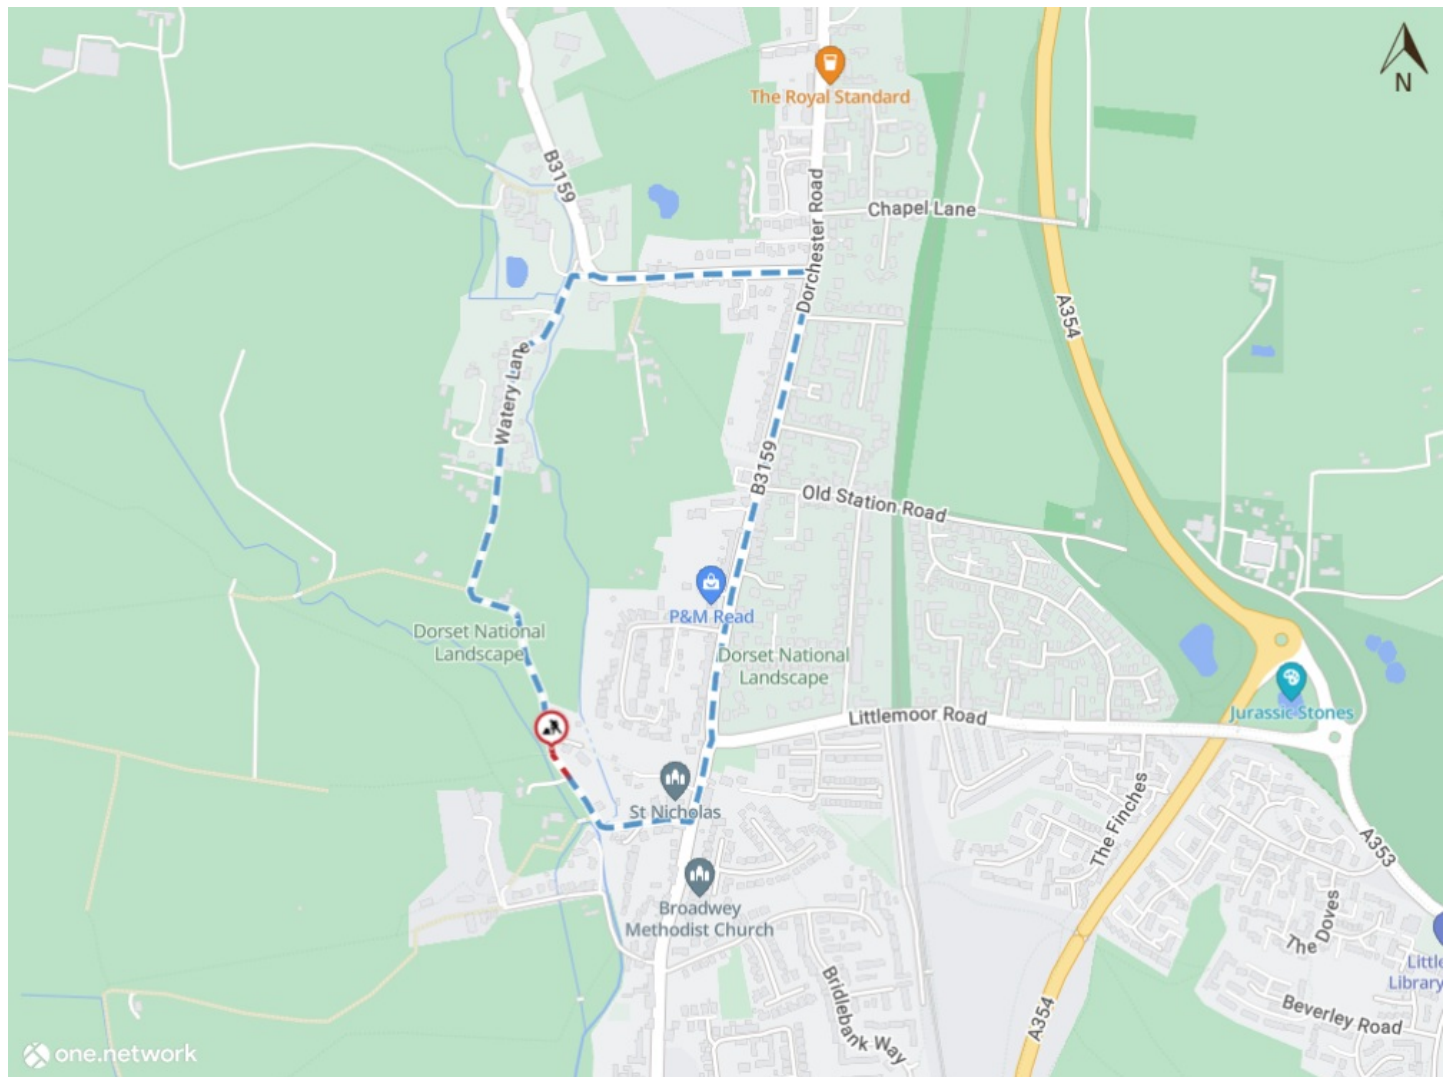 The Royal Standard
N
B3159
Dorchester Road
Chapel Lane
A354
Watery Lane
B3159
Old Station Road
P&M Read
Dorset National
Landscape
Dorset National
Landscape
Littlemoor Road
Jurassic Stones
St Nicholas
The Finches
A353
Broadwey
Methodist Church
The Doves
Little
Library
Bridlebank Way
Beverley Road
A354
one.network